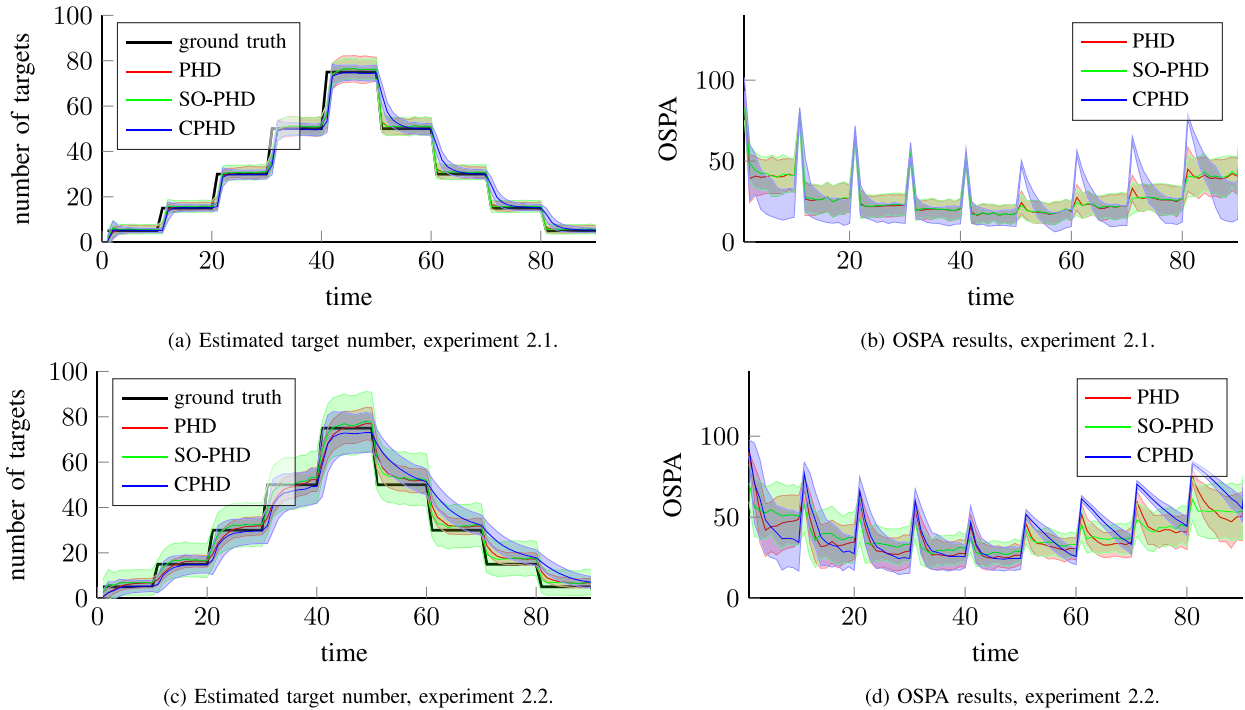 100
80
60
40
20
0
number of targets
ground truth
PHD
SO-PHD
CPHD
0 20 40 60 80
time
(a) Estimated target number, experiment 2.1.
100
50
0
OSPA
PHD
SO-PHD
CPHD
20 40 60 80
time
(b) OSPA results, experiment 2.1.
100
80
60
40
20
0
number of targets
ground truth
PHD
SO-PHD
CPHD
0 20 40 60 80
time
(c) Estimated target number, experiment 2.2.
100
50
0
OSPA
PHD
SO-PHD
CPHD
20 40 60 80
time
(d) OSPA results, experiment 2.2.